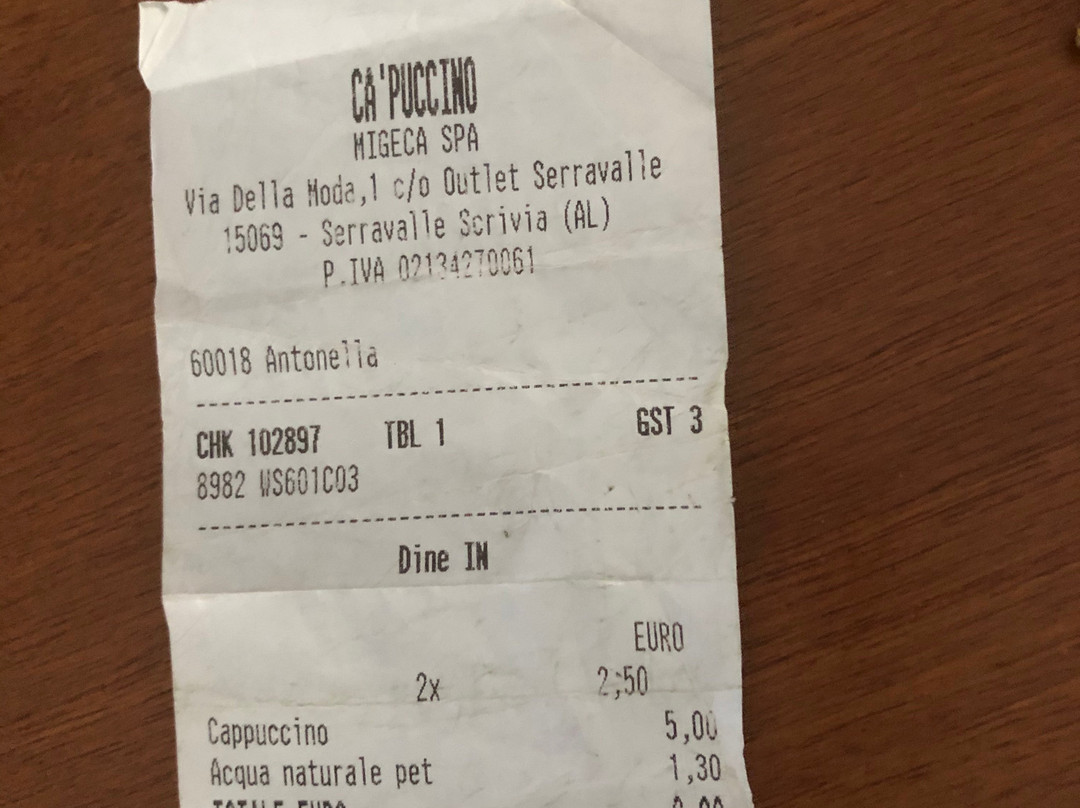 CA'PUCCINO
MIGECA SPA
Via Della Moda,1 c/o Outlet Serravalle
15069 - Serravalle Scrivia (AL)
P.IVA 02134270061
60018 Antonella
CHK 102897 TBL 1 GST 3
8982 WS601C03
Dine IN
EURO
2x 2,50
Cappuccino 5,00
Acqua naturale pet 1,30
TOTALE EURO